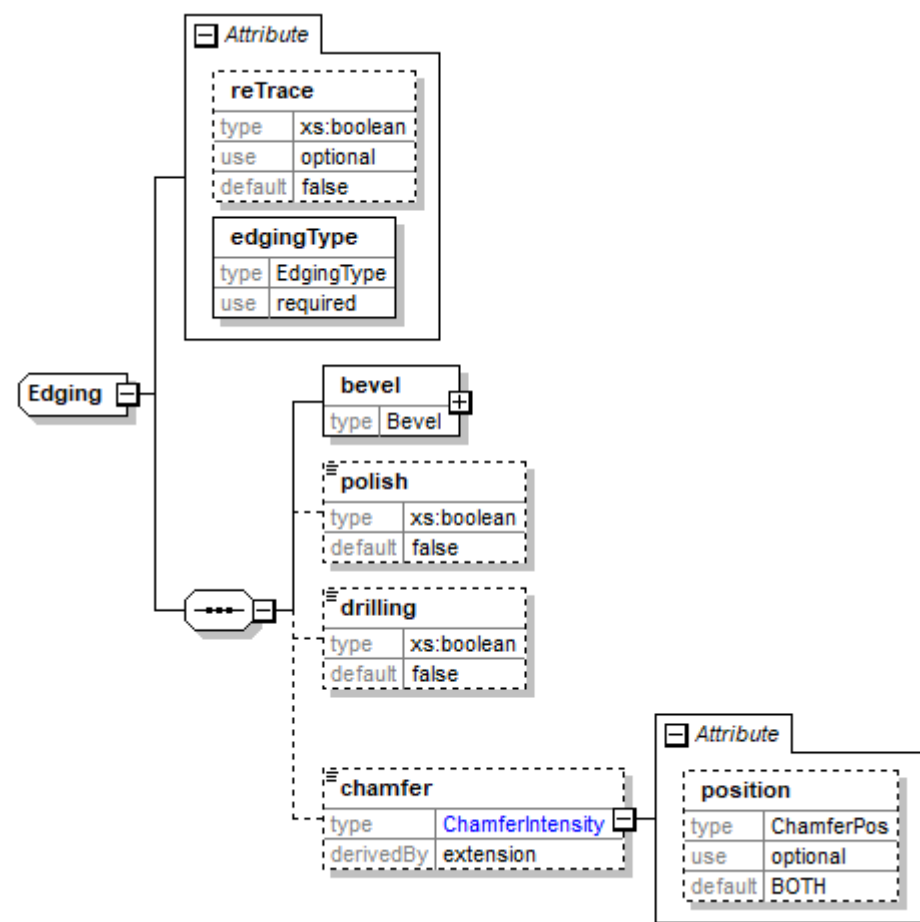 Attribute
reTrace
type xs:boolean
use optional
default false
edgingType
type EdgingType
use required
Edging
bevel
type Bevel
polish
type xs:boolean
default false
drilling
type xs:boolean
default false
Attribute
chamfer
type ChamferIntensity
derivedBy extension
position
type ChamferPos
use optional
default BOTH